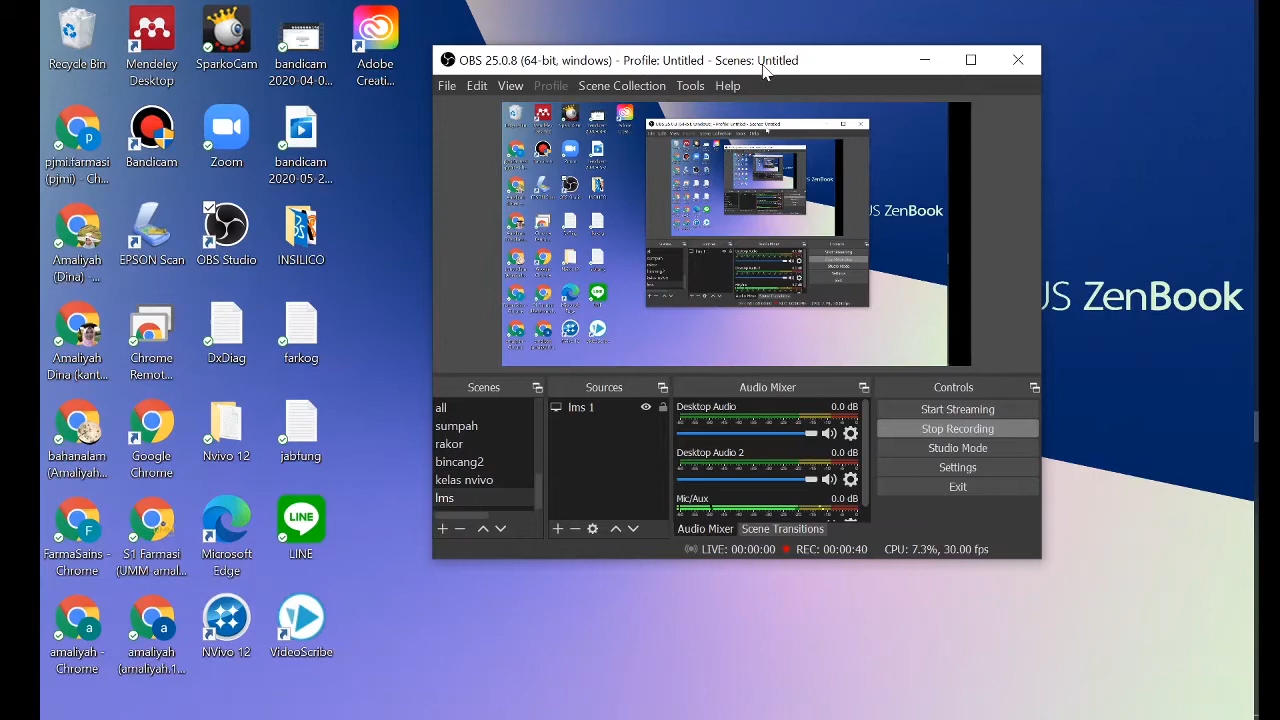 Recycle Bin
Mendeley
Desktop
SparkoCam
bandicam
2020-04-0...
Adobe
Creati...
pjmi.farmasi
(pjmi) - Ch...
Bandicam
Zoom
bandicam
2020-05-2...
Amaliyah
(Dina) -...
EPSON Scan
OBS Studio
INSILICO
Amaliyah
Dina (kant...
Chrome
Remot...
DxDiag
farkog
bahanalam
(Amaliyah...
Google
Chrome
Nvivo 12
jabfung
FarmaSains -
Chrome
S1 Farmasi
(UMM-amal...
Microsoft
Edge
LINE
amaliyah -
Chrome
amaliyah
(amaliyah.1...
NVivo 12
VideoScribe
OBS 25.0.8 (64-bit, windows) - Profile: Untitled - Scenes: Untitled
File Edit View Profile Scene Collection Tools Help
US ZenBook
Scenes
all
sumpah
rakor
bincang2
kelas nvivo
lms
Sources
lms 1
Audio Mixer
Desktop Audio 0.0 dB
Desktop Audio 2 0.0 dB
Mic/Aux 0.0 dB
Audio Mixer Scene Transitions
Controls
Start Streaming
Stop Recording
Studio Mode
Settings
Exit
LIVE: 00:00:00 REC: 00:00:40 CPU: 7.3%, 30.00 fps
US ZenBook